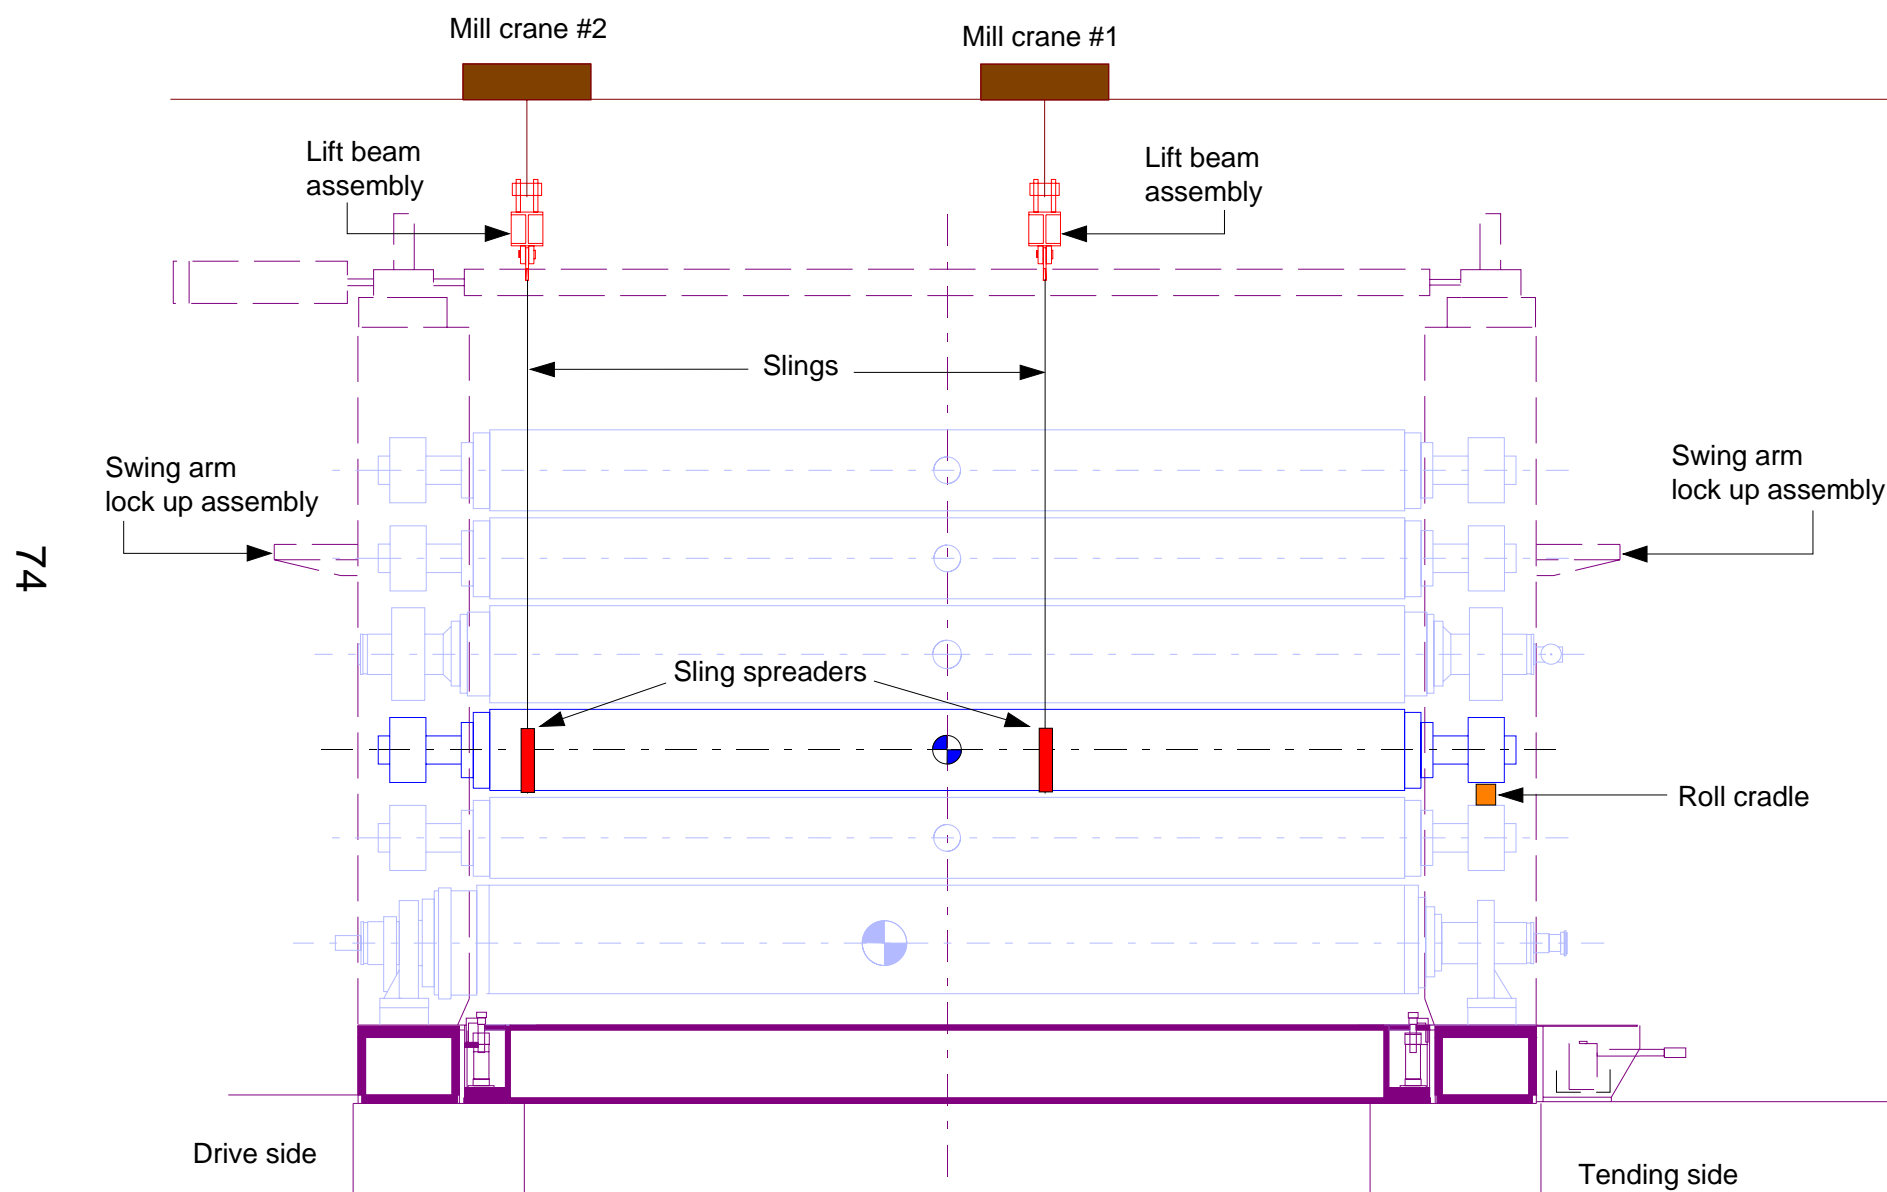 Mill crane #2
Mill crane #1
Lift beam
assembly
Lift beam
assembly
Slings
Swing arm
lock up assembly
Swing arm
lock up assembly
74
Sling spreaders
Roll cradle
Drive side
Tending side